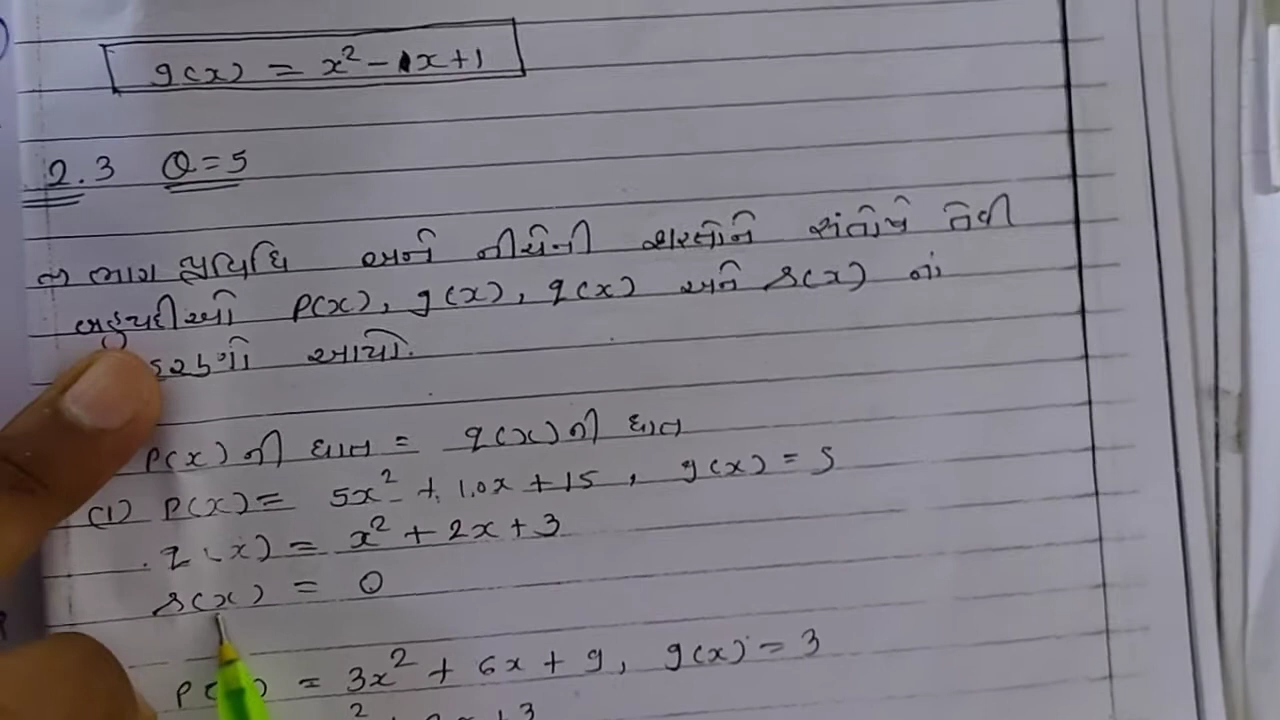 g(x) = x² - 1x + 1
2.3 Q = 5
→ ભાગ પ્રવિધિ અને નીચેની શરતોને સંતોષે તેવી
બહુપદીઓ P(x), g(x), q(x) અને r(x) નાં
ઉદાહરણો આપો.
P(x) ની ઘાત = q(x) ની ઘાત
(1) P(x) = 5x² + 10x + 15, g(x) = 5
q(x) = x² + 2x + 3
r(x) = 0
P( ) = 3x² + 6x + 9, g(x) = 3